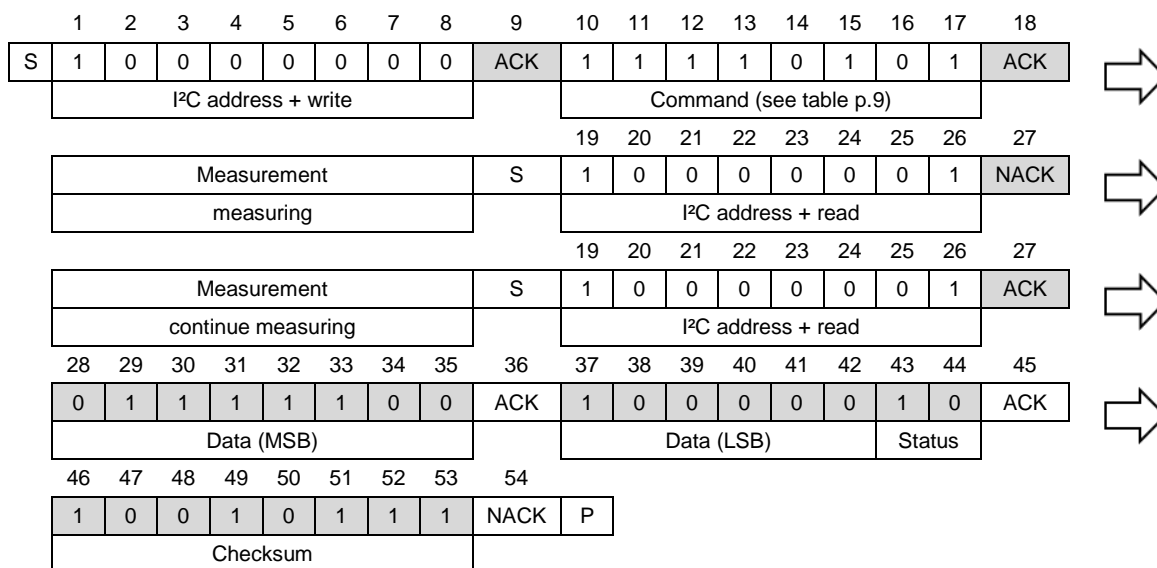 1 2 3 4 5 6 7 8 9 10 11 12 13 14 15 16 17 18
S 1 0 0 0 0 0 0 0 ACK 1 1 1 1 0 1 0 1 ACK
I²C address + write Command (see table p.9)
19 20 21 22 23 24 25 26 27
Measurement S 1 0 0 0 0 0 0 1 NACK
measuring I²C address + read
19 20 21 22 23 24 25 26 27
Measurement S 1 0 0 0 0 0 0 1 ACK
continue measuring I²C address + read
28 29 30 31 32 33 34 35 36 37 38 39 40 41 42 43 44 45
0 1 1 1 1 1 0 0 ACK 1 0 0 0 0 0 1 0 ACK
Data (MSB) Data (LSB) Status
46 47 48 49 50 51 52 53 54
1 0 0 1 0 1 1 1 NACK P
Checksum